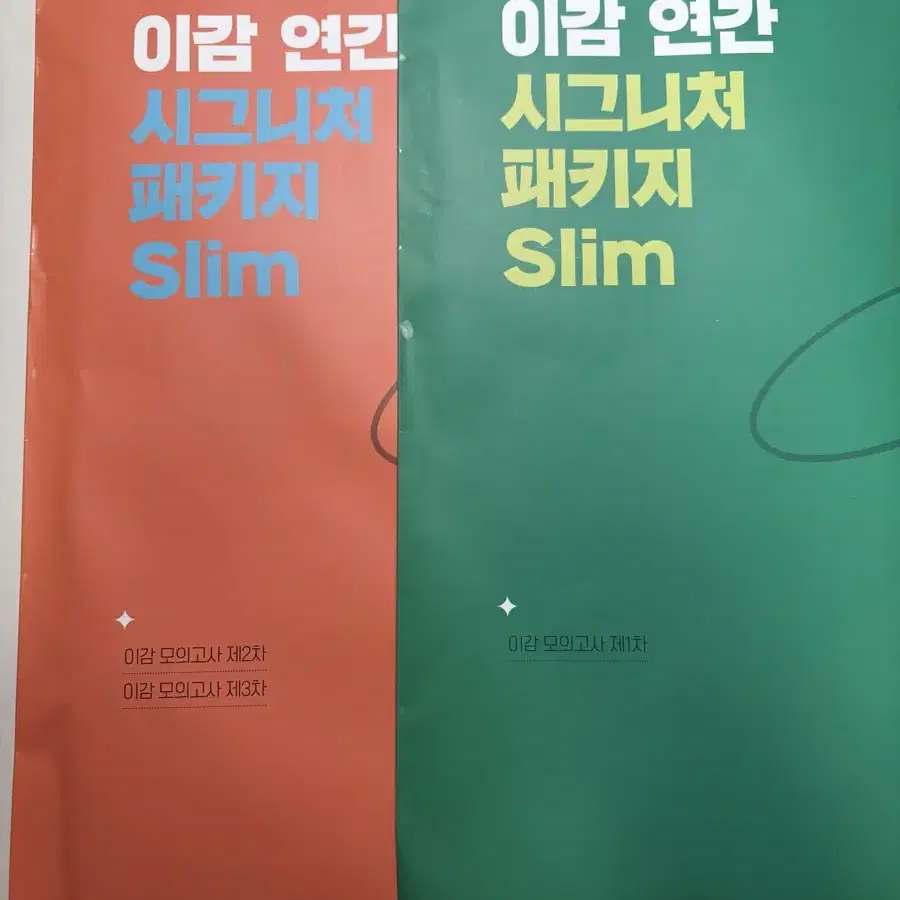 이감 연간
시그니처
패키지
Slim
이감 모의고사 제2차
이감 모의고사 제3차
이감 연간
시그니처
패키지
Slim
이감 모의고사 제1차